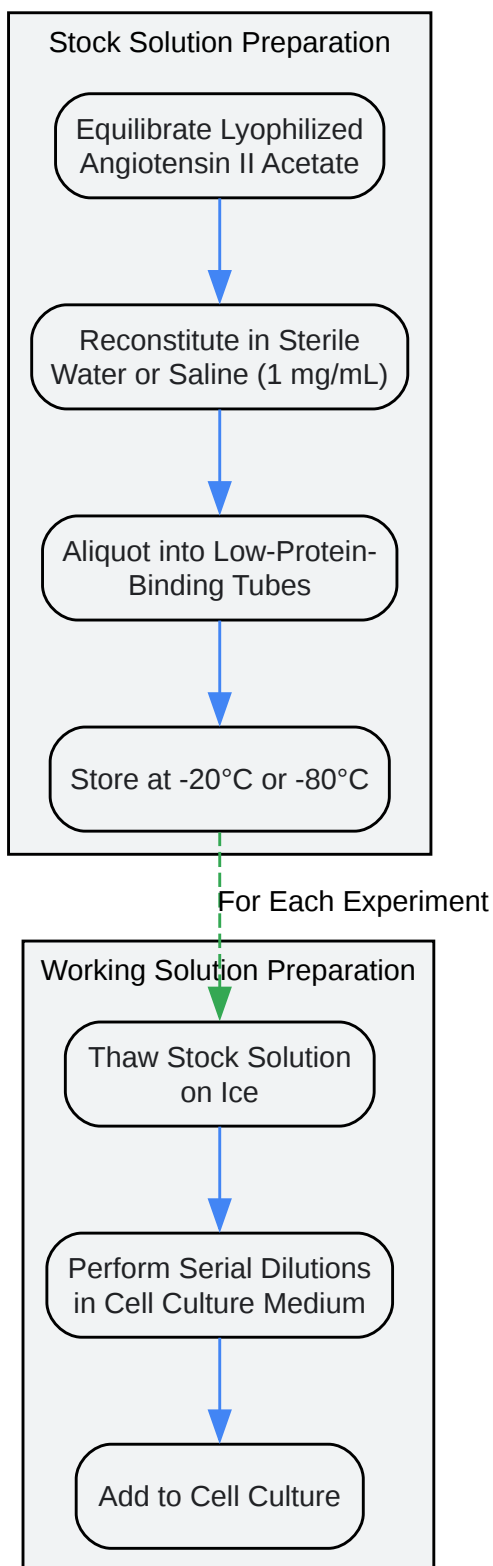 Stock Solution Preparation
Equilibrate Lyophilized
Angiotensin II Acetate
Reconstitute in Sterile
Water or Saline (1 mg/mL)
Aliquot into Low-Protein-
Binding Tubes
Store at -20°C or -80°C
For Each Experiment
Working Solution Preparation
Thaw Stock Solution
on Ice
Perform Serial Dilutions
in Cell Culture Medium
Add to Cell Culture